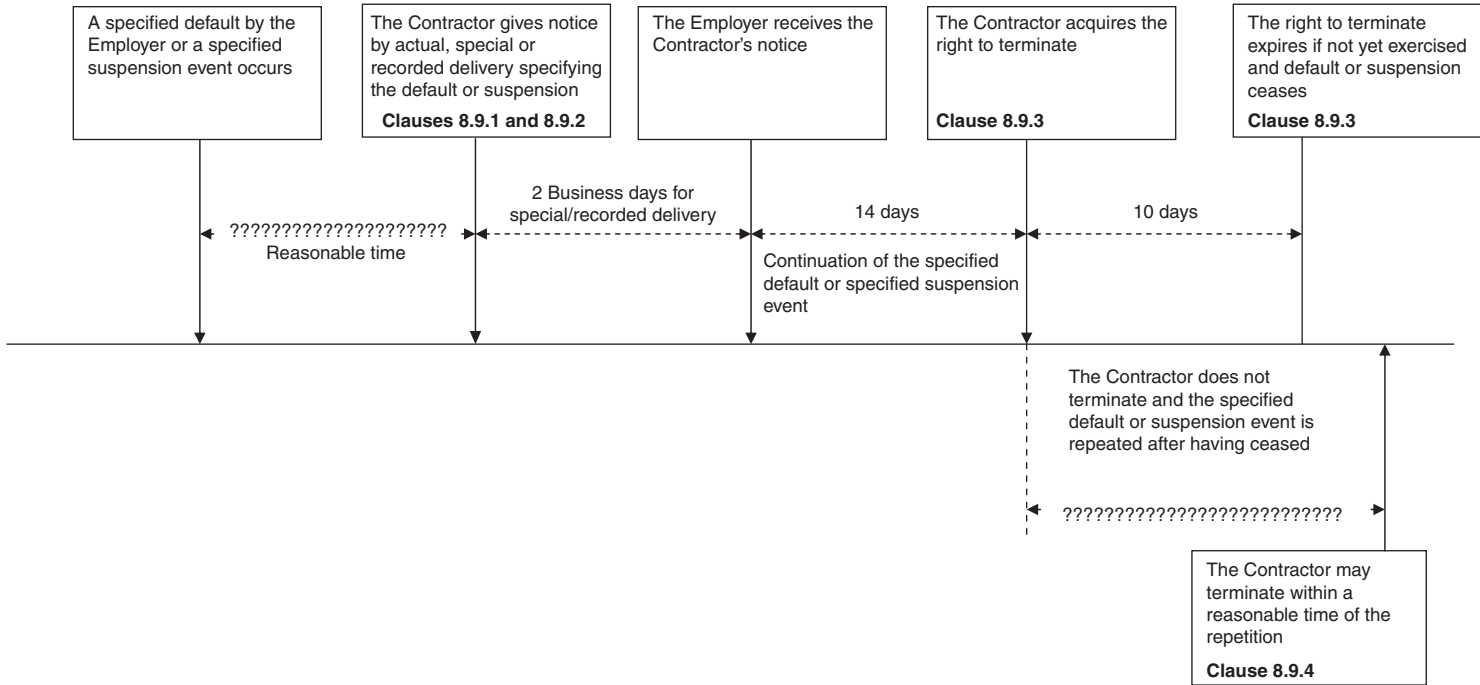 A specified default by the
Employer or a specified
suspension event occurs
The Contractor gives notice
by actual, special or
recorded delivery specifying
the default or suspension
Clauses 8.9.1 and 8.9.2
The Employer receives the
Contractor's notice
The Contractor acquires the
right to terminate
Clause 8.9.3
The right to terminate
expires if not yet exercised
and default or suspension
ceases
Clause 8.9.3
?????????????????????
Reasonable time
2 Business days for
special/recorded delivery
14 days
Continuation of the specified
default or specified suspension
event
10 days
The Contractor does not
terminate and the specified
default or suspension event is
repeated after having ceased
???????????????????????????
The Contractor may
terminate within a
reasonable time of the
repetition
Clause 8.9.4